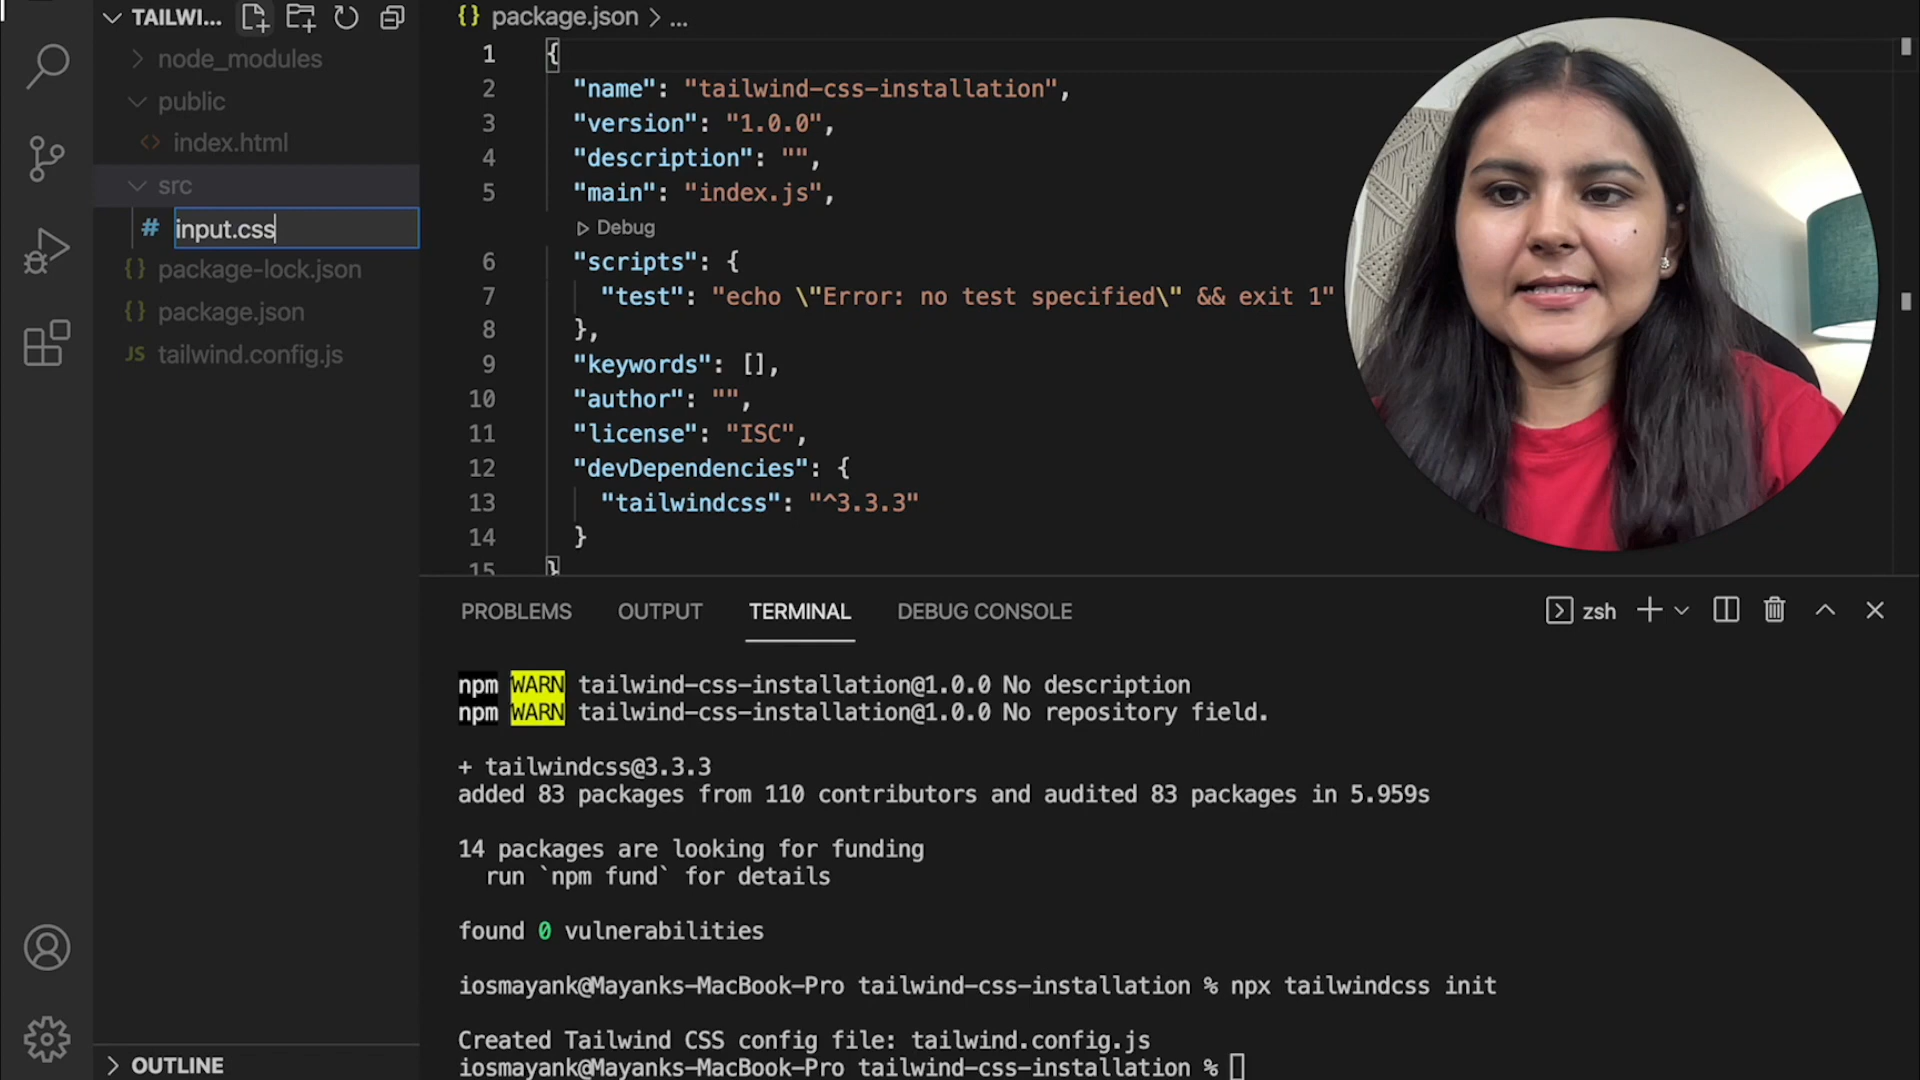 TAILWI...
node_modules
public
<> index.html
src
# input.css
{} package-lock.json
{} package.json
JS tailwind.config.js
OUTLINE
{} package.json > ...
1 {
2 "name": "tailwind-css-installation",
3 "version": "1.0.0",
4 "description": "",
5 "main": "index.js",
Debug
6 "scripts": {
7 "test": "echo \"Error: no test specified\" && exit 1"
8 },
9 "keywords": [],
10 "author": "",
11 "license": "ISC",
12 "devDependencies": {
13 "tailwindcss": "^3.3.3"
14 }
15 }
PROBLEMS OUTPUT TERMINAL DEBUG CONSOLE zsh
npm WARN tailwind-css-installation@1.0.0 No description
npm WARN tailwind-css-installation@1.0.0 No repository field.
+ tailwindcss@3.3.3
added 83 packages from 110 contributors and audited 83 packages in 5.959s
14 packages are looking for funding
run `npm fund` for details
found 0 vulnerabilities
iosmayank@Mayanks-MacBook-Pro tailwind-css-installation % npx tailwindcss init
Created Tailwind CSS config file: tailwind.config.js
iosmayank@Mayanks-MacBook-Pro tailwind-css-installation %